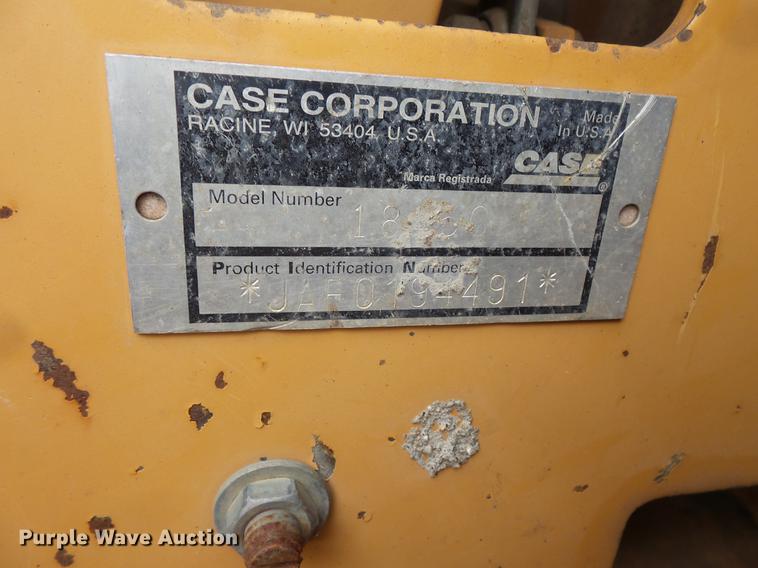 CASE CORPORATION
RACINE, WI 53404 U.S.A.
Made
In U.S.A.
CASE
®
Marca Registrada
Model Number
Product Identification Number
Purple Wave Auction